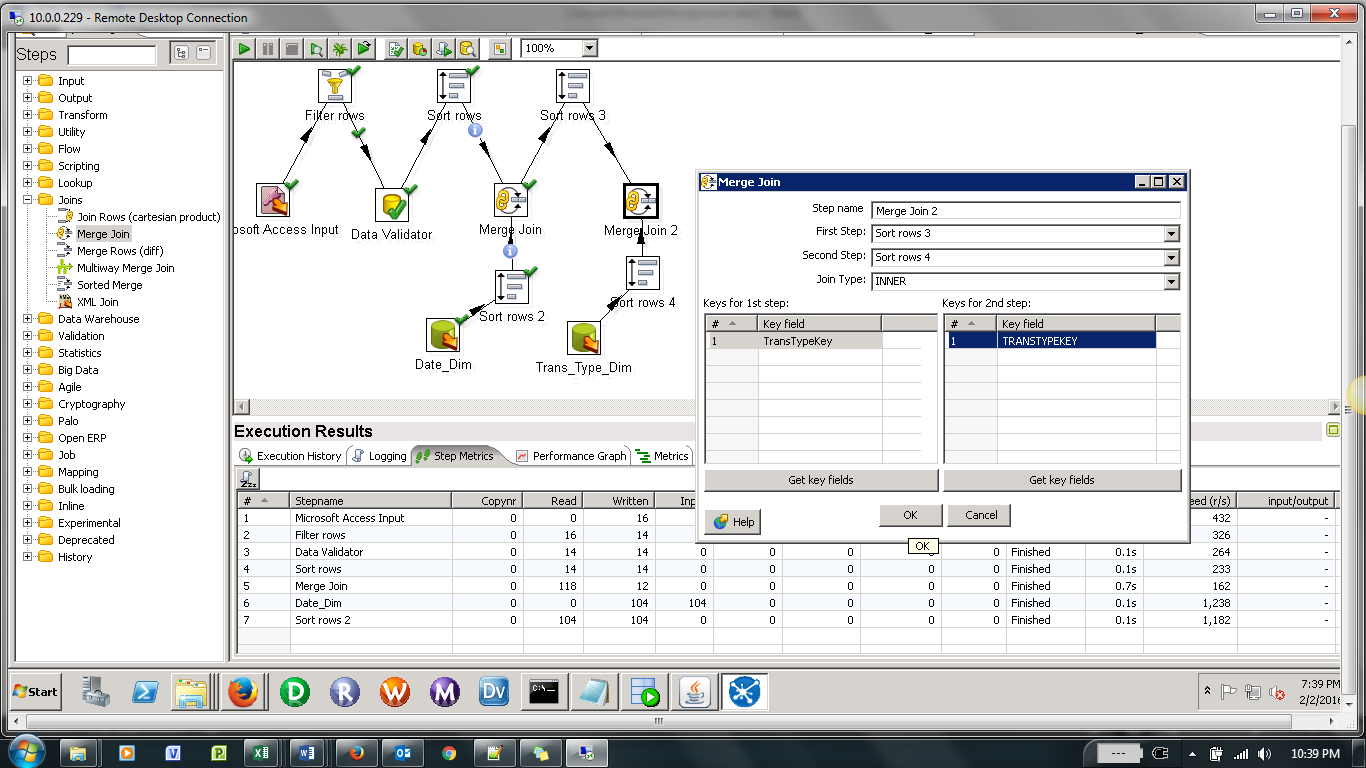 10.0.0.229 - Remote Desktop Connection
Steps
100%
Input
Output
Transform
Utility
Flow
Scripting
Lookup
Joins
Join Rows (cartesian product)
Merge Join
Merge Rows (diff)
Multiway Merge Join
Sorted Merge
XML Join
Data Warehouse
Validation
Statistics
Big Data
Agile
Cryptography
Palo
Open ERP
Job
Mapping
Bulk loading
Inline
Experimental
Deprecated
History
Filter rows
Sort rows
Sort rows 3
osoft Access Input
Data Validator
Merge Join
Merge Join 2
Sort rows 2
Sort rows 4
Date_Dim
Trans_Type_Dim
Merge Join
Step name Merge Join 2
First Step: Sort rows 3
Second Step: Sort rows 4
Join Type: INNER
Keys for 1st step: Keys for 2nd step:
# Key field # Key field
1 TransTypeKey 1 TRANSTYPEKEY
Get key fields Get key fields
Help OK Cancel
OK
Execution Results
Execution History Logging Step Metrics Performance Graph Metrics
# Stepname Copynr Read Written Inp eed (r/s) input/output
1 Microsoft Access Input 0 0 16 432 -
2 Filter rows 0 16 14 326 -
3 Data Validator 0 14 14 0 0 0 0 0 Finished 0.1s 264 -
4 Sort rows 0 14 14 0 0 0 0 0 Finished 0.1s 233 -
5 Merge Join 0 118 12 0 0 0 0 0 Finished 0.7s 162 -
6 Date_Dim 0 0 104 104 0 0 0 0 Finished 0.1s 1,238 -
7 Sort rows 2 0 104 104 0 0 0 0 0 Finished 0.1s 1,182 -
Start
D R W M Dv C:\
7:39 PM
2/2/2016
10:39 PM